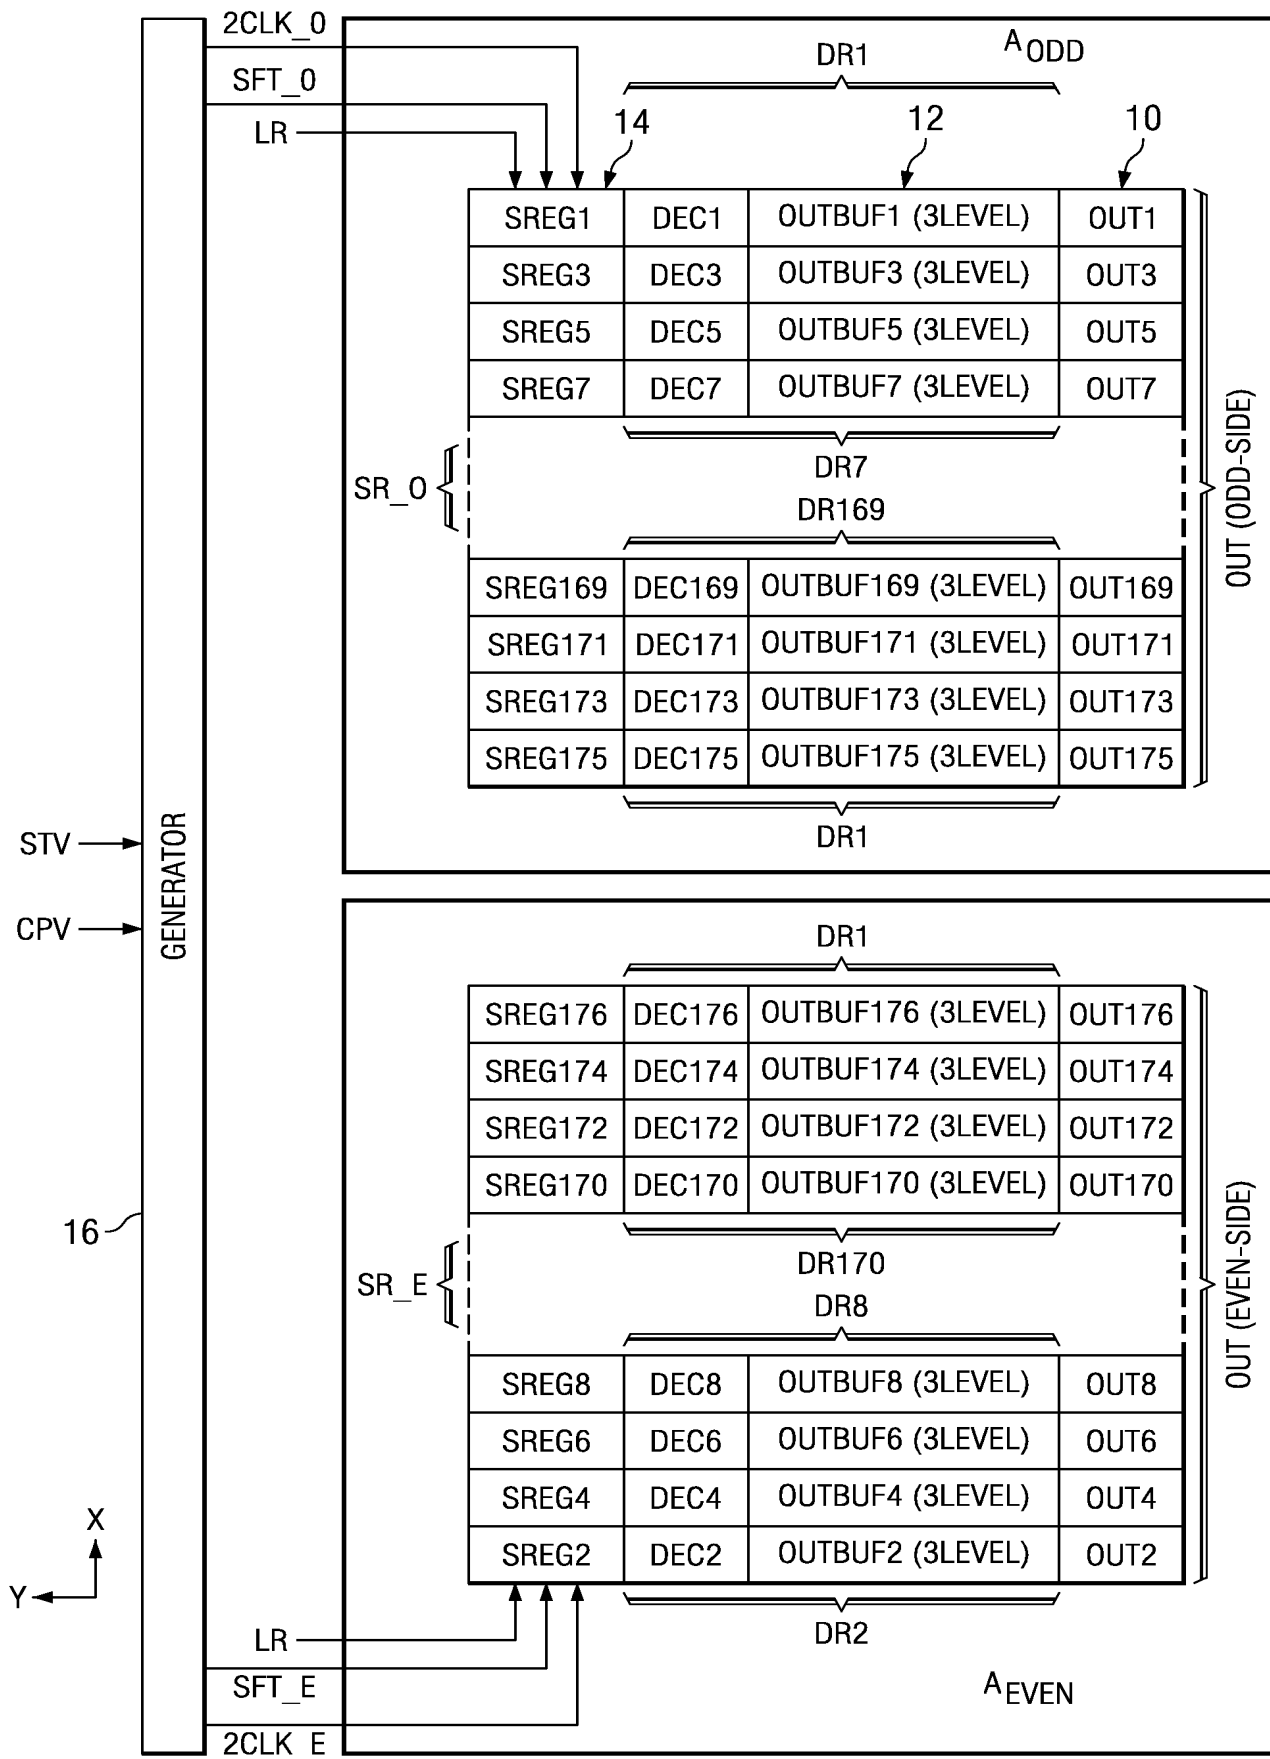 2CLK_0
SFT_0
LR
A ODD
DR1
14
12
10
SREG1 DEC1 OUTBUF1 (3LEVEL) OUT1
SREG3 DEC3 OUTBUF3 (3LEVEL) OUT3
SREG5 DEC5 OUTBUF5 (3LEVEL) OUT5
SREG7 DEC7 OUTBUF7 (3LEVEL) OUT7
DR7
SR_0
DR169
OUT (ODD-SIDE)
SREG169 DEC169 OUTBUF169 (3LEVEL) OUT169
SREG171 DEC171 OUTBUF171 (3LEVEL) OUT171
SREG173 DEC173 OUTBUF173 (3LEVEL) OUT173
SREG175 DEC175 OUTBUF175 (3LEVEL) OUT175
DR1
STV
CPV
GENERATOR
16
DR1
SREG176 DEC176 OUTBUF176 (3LEVEL) OUT176
SREG174 DEC174 OUTBUF174 (3LEVEL) OUT174
SREG172 DEC172 OUTBUF172 (3LEVEL) OUT172
SREG170 DEC170 OUTBUF170 (3LEVEL) OUT170
DR170
SR_E
DR8
OUT (EVEN-SIDE)
SREG8 DEC8 OUTBUF8 (3LEVEL) OUT8
SREG6 DEC6 OUTBUF6 (3LEVEL) OUT6
SREG4 DEC4 OUTBUF4 (3LEVEL) OUT4
SREG2 DEC2 OUTBUF2 (3LEVEL) OUT2
DR2
X
Y
LR
SFT_E
2CLK E
A EVEN